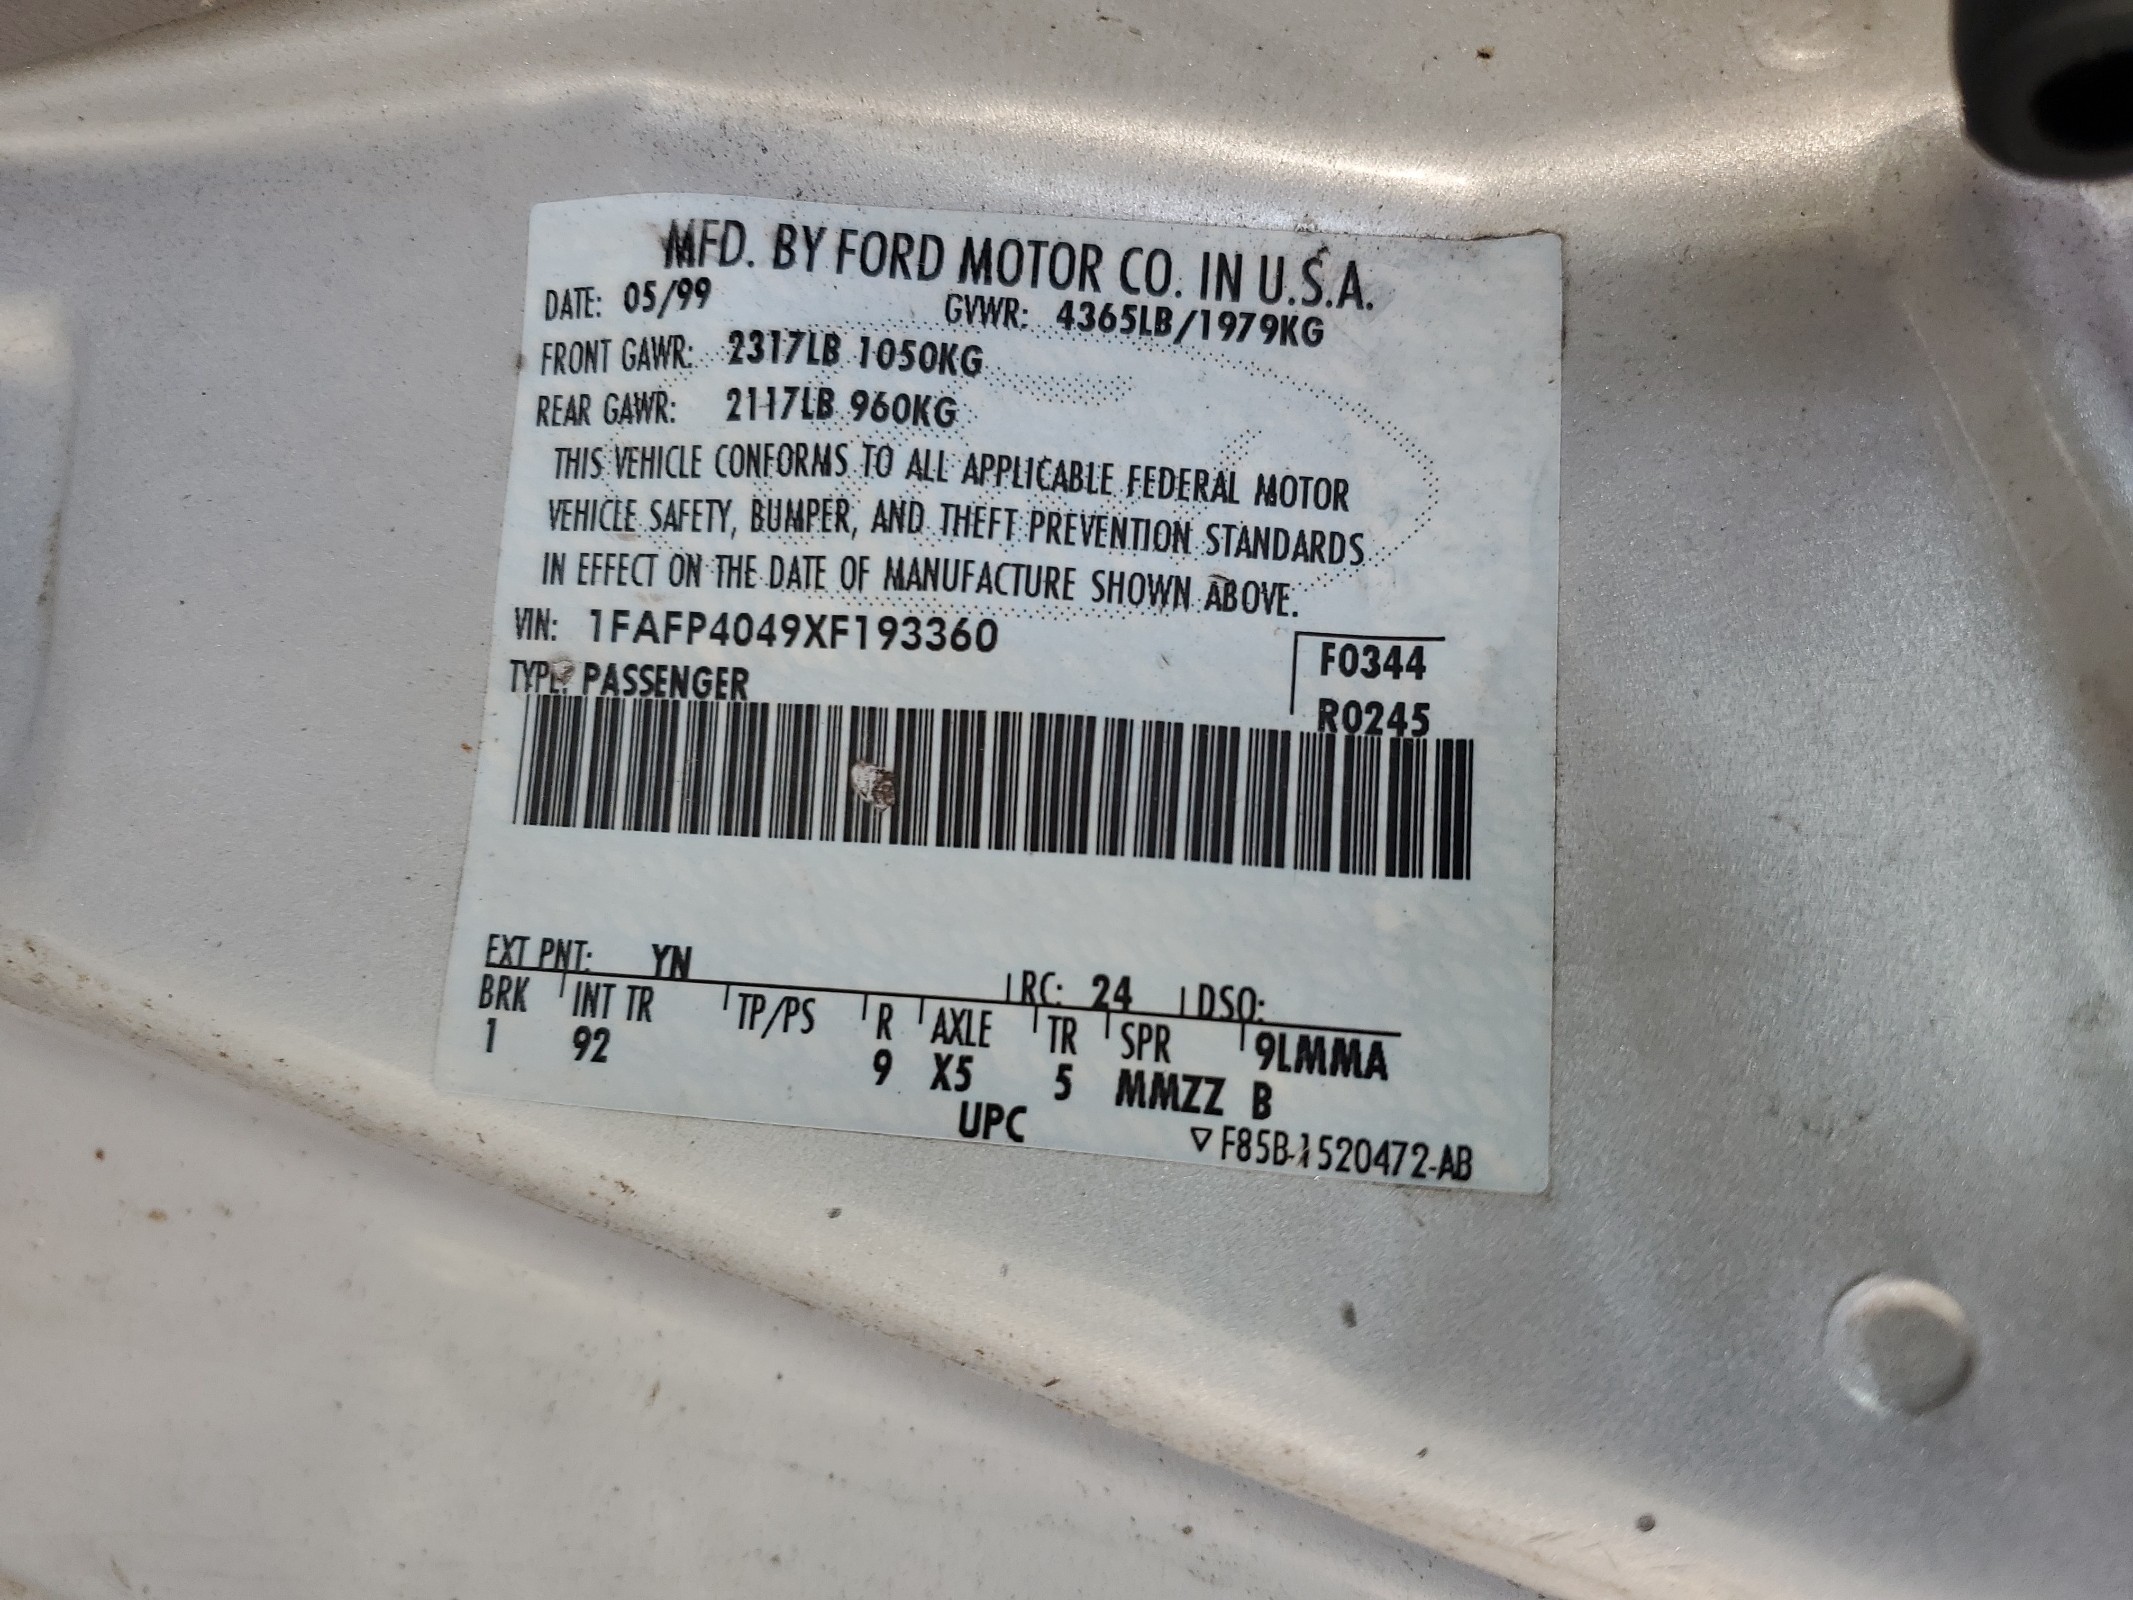 MFD. BY FORD MOTOR CO. IN U.S.A.
DATE: 05/99 GVWR: 4365LB/1979KG
FRONT GAWR: 2317LB 1050KG
REAR GAWR: 2117LB 960KG
THIS VEHICLE CONFORMS TO ALL APPLICABLE FEDERAL MOTOR
VEHICLE SAFETY, BUMPER, AND THEFT PREVENTION STANDARDS
IN EFFECT ON THE DATE OF MANUFACTURE SHOWN ABOVE.
VIN: 1FAFP4049XF193360
F0344
TYPE: PASSENGER
R0245
EXT PNT: YN RC: 24 DSO:
BRK INT TR TP/PS R AXLE TR SPR 9LMMA
1 92 9 X5 5 MMZZ B
UPC
▽ F85B-1520472-AB